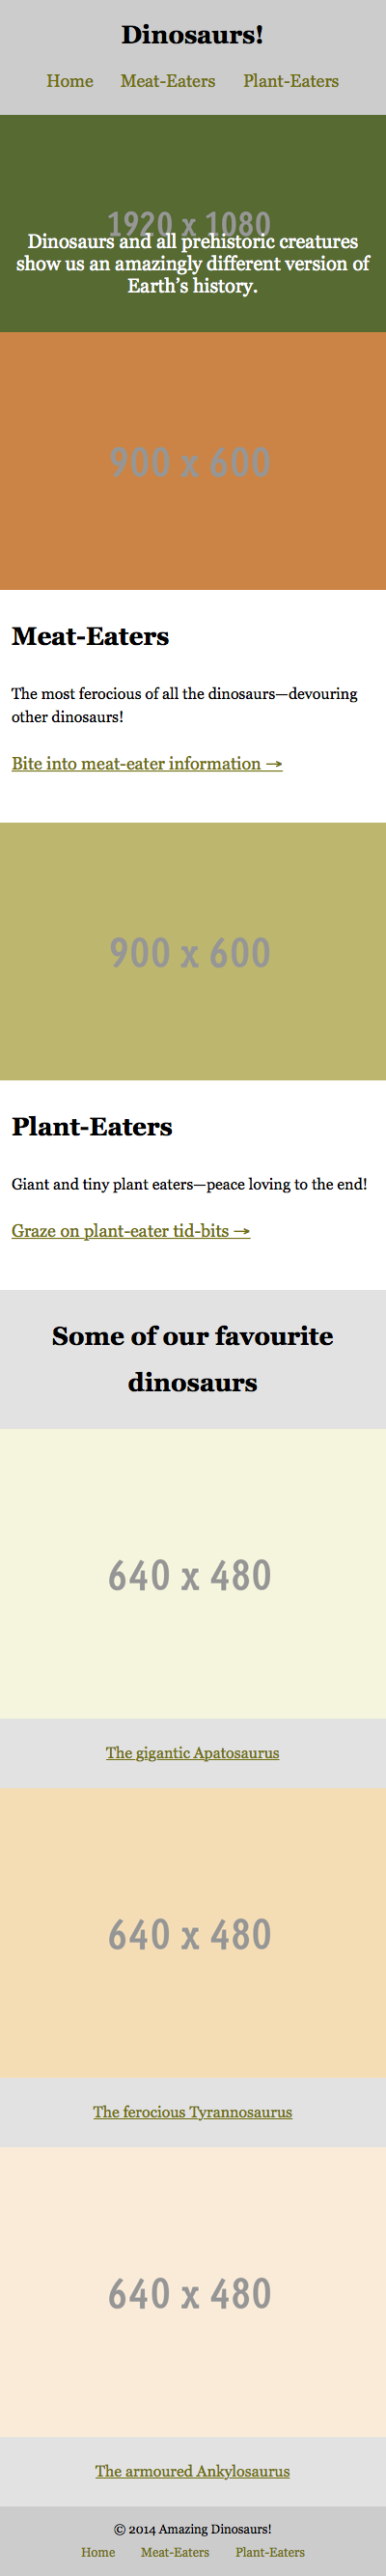 Dinosaurs!
Home Meat-Eaters Plant-Eaters
1920 x 1080
Dinosaurs and all prehistoric creatures
show us an amazingly different version of
Earth’s history.
900 x 600
Meat-Eaters
The most ferocious of all the dinosaurs—devouring
other dinosaurs!
Bite into meat-eater information →
900 x 600
Plant-Eaters
Giant and tiny plant eaters—peace loving to the end!
Graze on plant-eater tid-bits →
Some of our favourite
dinosaurs
640 x 480
The gigantic Apatosaurus
640 x 480
The ferocious Tyrannosaurus
640 x 480
The armoured Ankylosaurus
© 2014 Amazing Dinosaurs!
Home Meat-Eaters Plant-Eaters